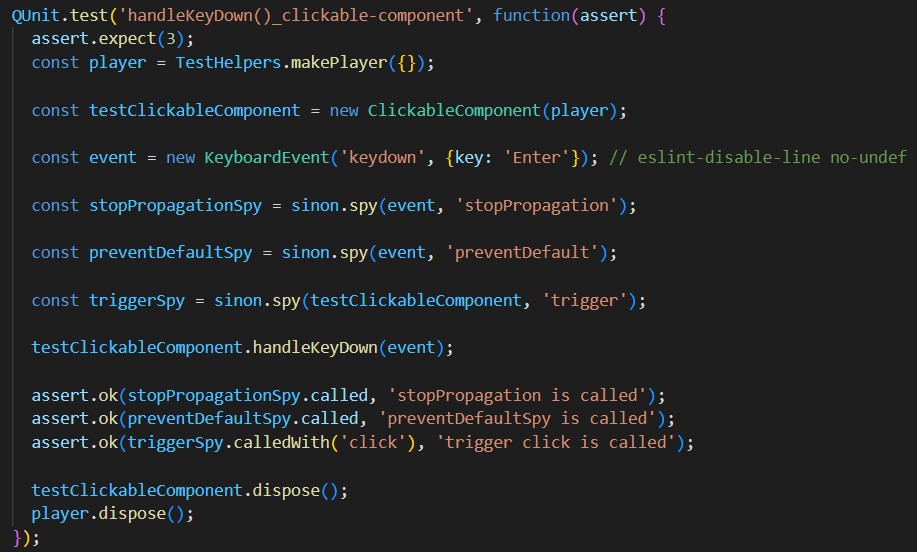 QUnit.test('handleKeyDown()_clickable-component', function(assert) {
assert.expect(3);
const player = TestHelpers.makePlayer({});
const testClickableComponent = new ClickableComponent(player);
const event = new KeyboardEvent('keydown', {key: 'Enter'}); // eslint-disable-line no-undef
const stopPropagationSpy = sinon.spy(event, 'stopPropagation');
const preventDefaultSpy = sinon.spy(event, 'preventDefault');
const triggerSpy = sinon.spy(testClickableComponent, 'trigger');
testClickableComponent.handleKeyDown(event);
assert.ok(stopPropagationSpy.called, 'stopPropagation is called');
assert.ok(preventDefaultSpy.called, 'preventDefaultSpy is called');
assert.ok(triggerSpy.calledWith('click'), 'trigger click is called');
testClickableComponent.dispose();
player.dispose();
});